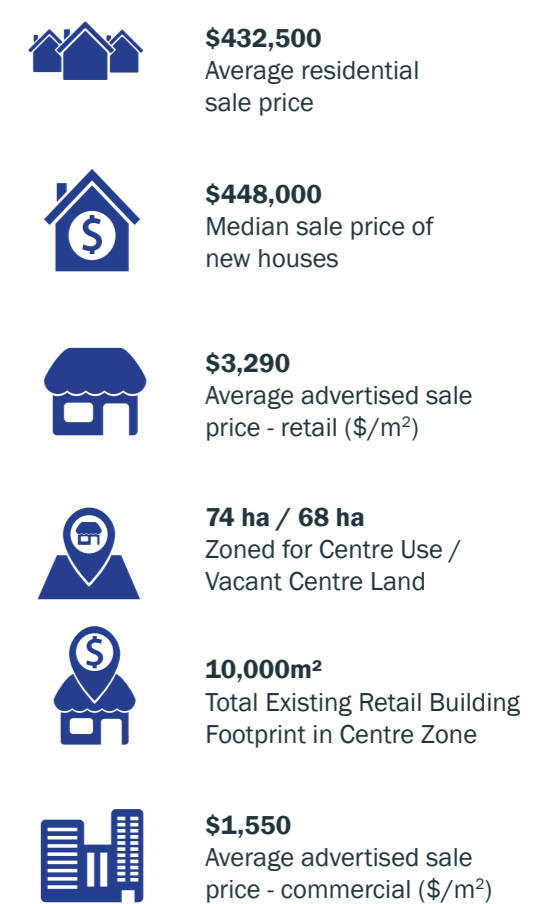 $432,500
Average residential
sale price
$448,000
Median sale price of
new houses
$3,290
Average advertised sale
price - retail ($/m²)
74 ha / 68 ha
Zoned for Centre Use /
Vacant Centre Land
10,000m²
Total Existing Retail Building
Footprint in Centre Zone
$1,550
Average advertised sale
price - commercial ($/m²)